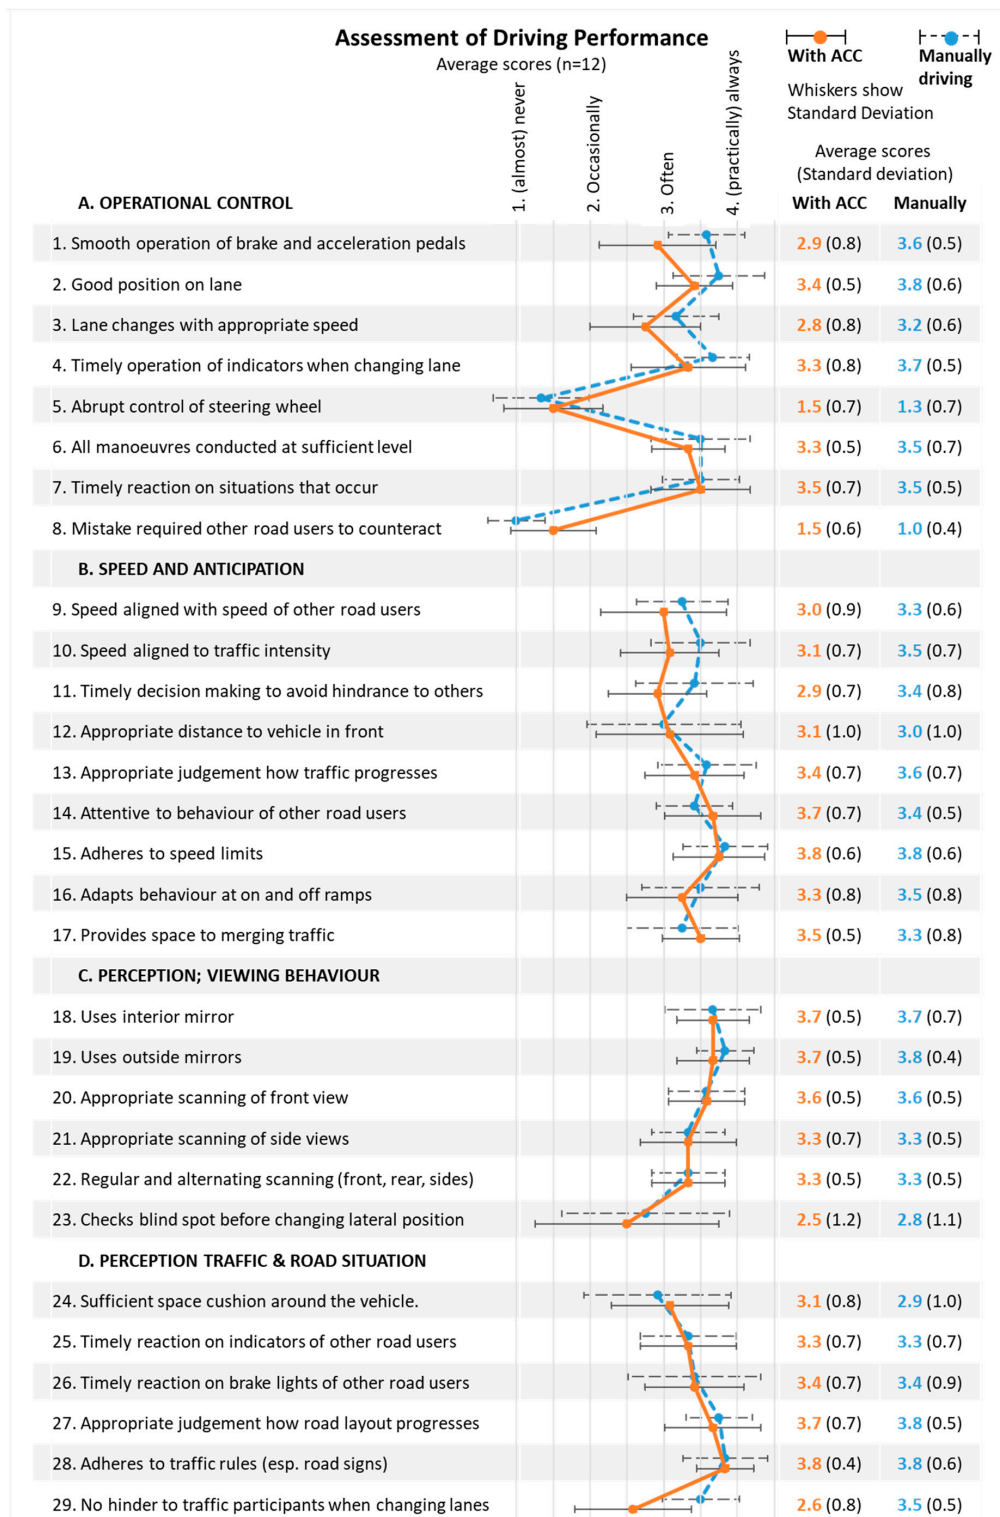 Assessment of Driving Performance
Average scores (n=12)
With ACC
Manually
driving
Whiskers show
Standard Deviation
1. (almost) never
2. Occasionally
3. Often
4. (practically) always
Average scores
(Standard deviation)
A. OPERATIONAL CONTROL With ACC Manually
1. Smooth operation of brake and acceleration pedals 2.9 (0.8) 3.6 (0.5)
2. Good position on lane 3.4 (0.5) 3.8 (0.6)
3. Lane changes with appropriate speed 2.8 (0.8) 3.2 (0.6)
4. Timely operation of indicators when changing lane 3.3 (0.8) 3.7 (0.5)
5. Abrupt control of steering wheel 1.5 (0.7) 1.3 (0.7)
6. All manoeuvres conducted at sufficient level 3.3 (0.5) 3.5 (0.7)
7. Timely reaction on situations that occur 3.5 (0.7) 3.5 (0.5)
8. Mistake required other road users to counteract 1.5 (0.6) 1.0 (0.4)
B. SPEED AND ANTICIPATION
9. Speed aligned with speed of other road users 3.0 (0.9) 3.3 (0.6)
10. Speed aligned to traffic intensity 3.1 (0.7) 3.5 (0.7)
11. Timely decision making to avoid hindrance to others 2.9 (0.7) 3.4 (0.8)
12. Appropriate distance to vehicle in front 3.1 (1.0) 3.0 (1.0)
13. Appropriate judgement how traffic progresses 3.4 (0.7) 3.6 (0.7)
14. Attentive to behaviour of other road users 3.7 (0.7) 3.4 (0.5)
15. Adheres to speed limits 3.8 (0.6) 3.8 (0.6)
16. Adapts behaviour at on and off ramps 3.3 (0.8) 3.5 (0.8)
17. Provides space to merging traffic 3.5 (0.5) 3.3 (0.8)
C. PERCEPTION; VIEWING BEHAVIOUR
18. Uses interior mirror 3.7 (0.5) 3.7 (0.7)
19. Uses outside mirrors 3.7 (0.5) 3.8 (0.4)
20. Appropriate scanning of front view 3.6 (0.5) 3.6 (0.5)
21. Appropriate scanning of side views 3.3 (0.7) 3.3 (0.5)
22. Regular and alternating scanning (front, rear, sides) 3.3 (0.5) 3.3 (0.5)
23. Checks blind spot before changing lateral position 2.5 (1.2) 2.8 (1.1)
D. PERCEPTION TRAFFIC & ROAD SITUATION
24. Sufficient space cushion around the vehicle. 3.1 (0.8) 2.9 (1.0)
25. Timely reaction on indicators of other road users 3.3 (0.7) 3.3 (0.7)
26. Timely reaction on brake lights of other road users 3.4 (0.7) 3.4 (0.9)
27. Appropriate judgement how road layout progresses 3.7 (0.7) 3.8 (0.5)
28. Adheres to traffic rules (esp. road signs) 3.8 (0.4) 3.8 (0.6)
29. No hinder to traffic participants when changing lanes 2.6 (0.8) 3.5 (0.5)